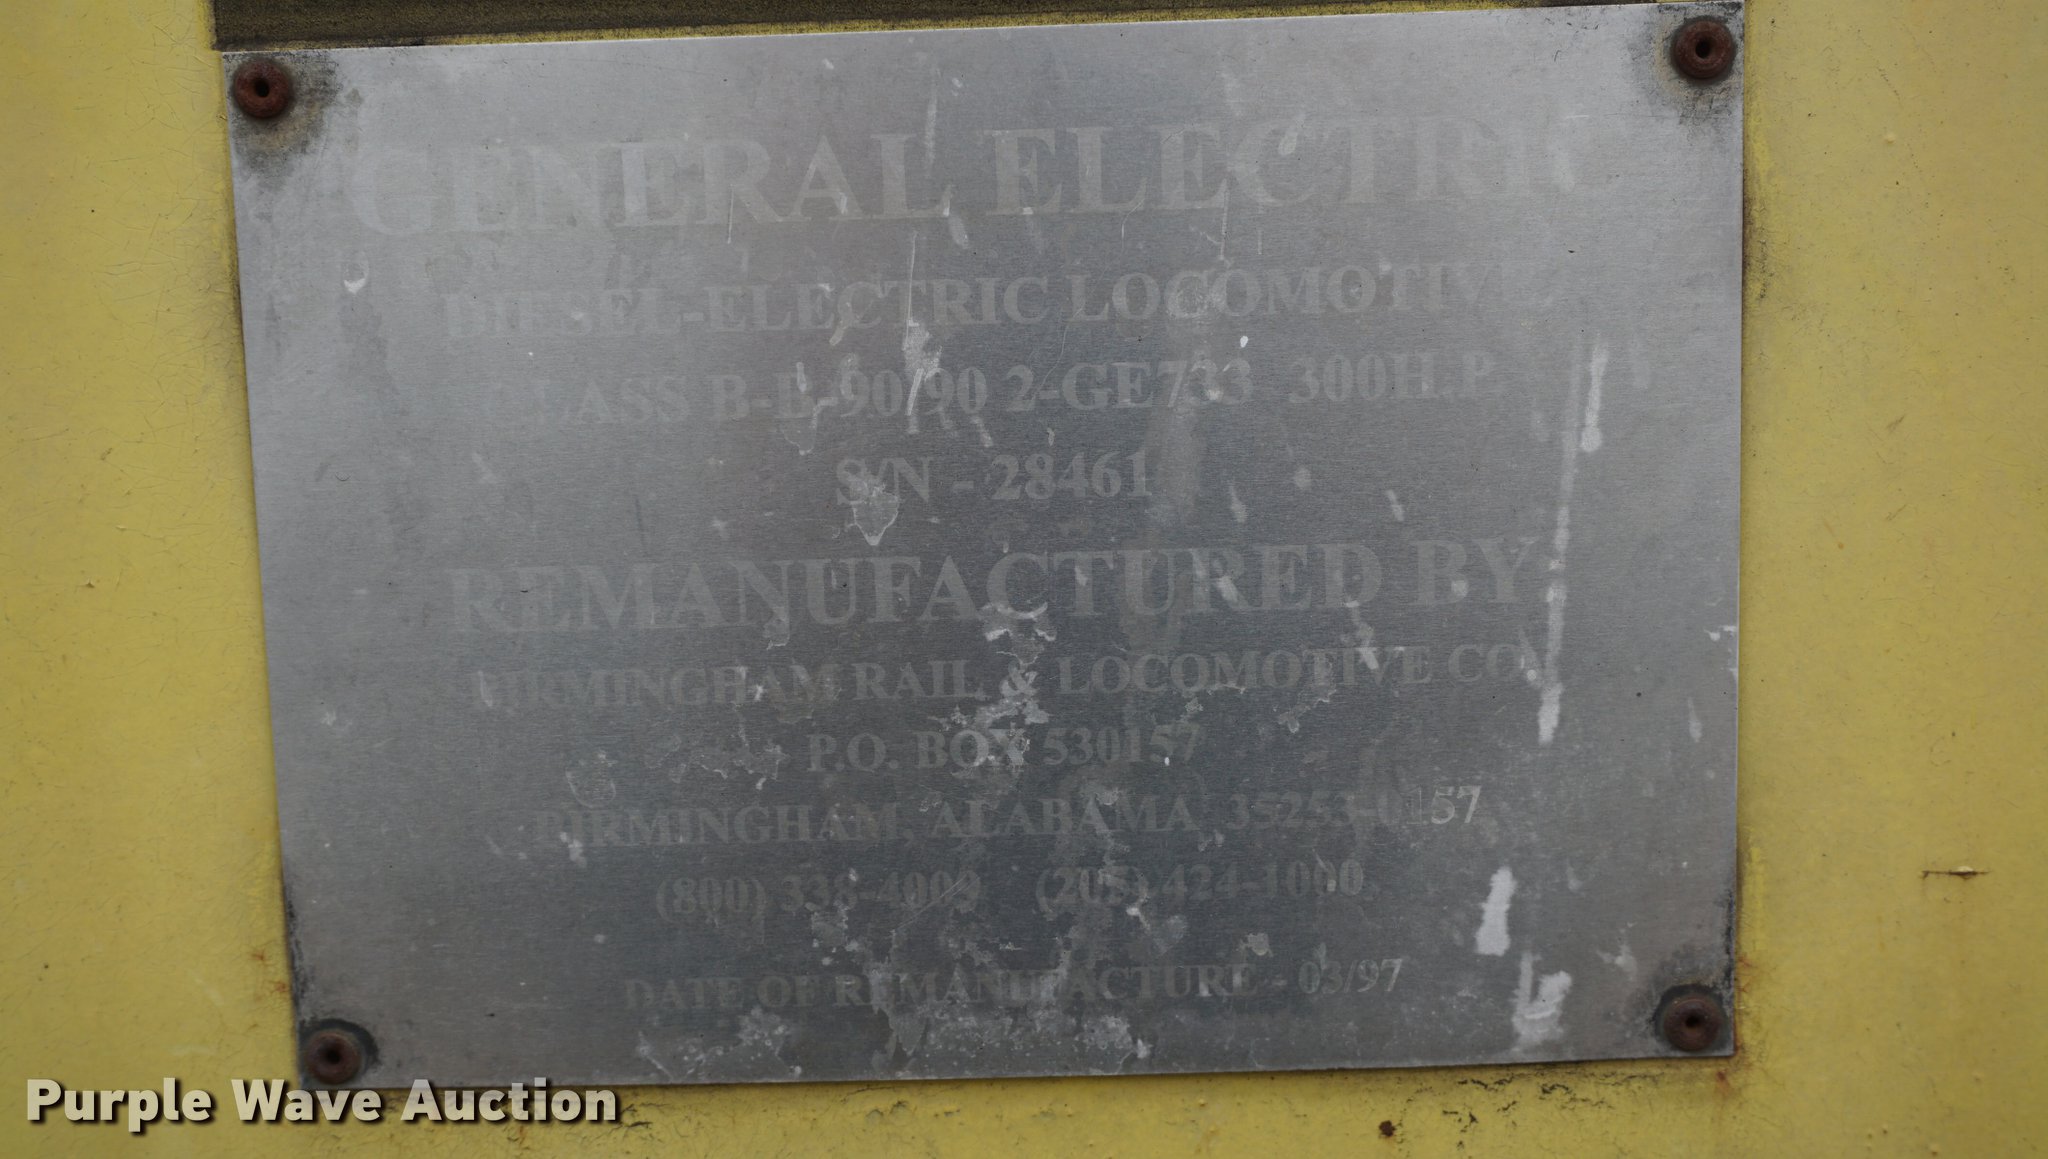 GENERAL ELECTRIC
DIESEL-ELECTRIC LOCOMOTIVE
CLASS B-B-90/90 2-GE733 300H.P.
S/N - 28461
REMANUFACTURED BY
BIRMINGHAM RAIL & LOCOMOTIVE CO.
P.O. BOX 530157
BIRMINGHAM, ALABAMA 35253-0157
(800) 338-4003 (205) 424-1000
DATE OF REMANUFACTURE - 03/97
Purple Wave Auction